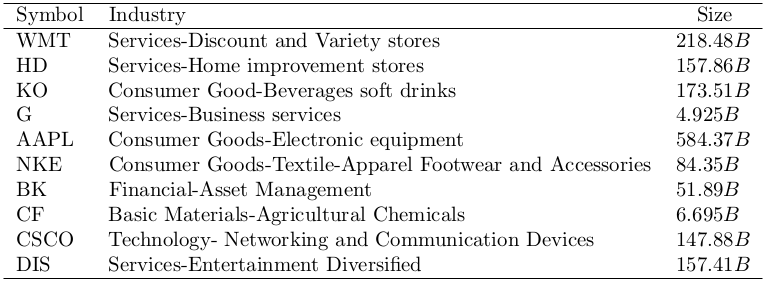 Symbol Industry Size
WMT Services-Discount and Variety stores 218.48B
HD Services-Home improvement stores 157.86B
KO Consumer Good-Beverages soft drinks 173.51B
G Services-Business services 4.925B
AAPL Consumer Goods-Electronic equipment 584.37B
NKE Consumer Goods-Textile-Apparel Footwear and Accessories 84.35B
BK Financial-Asset Management 51.89B
CF Basic Materials-Agricultural Chemicals 6.695B
CSCO Technology- Networking and Communication Devices 147.88B
DIS Services-Entertainment Diversified 157.41B